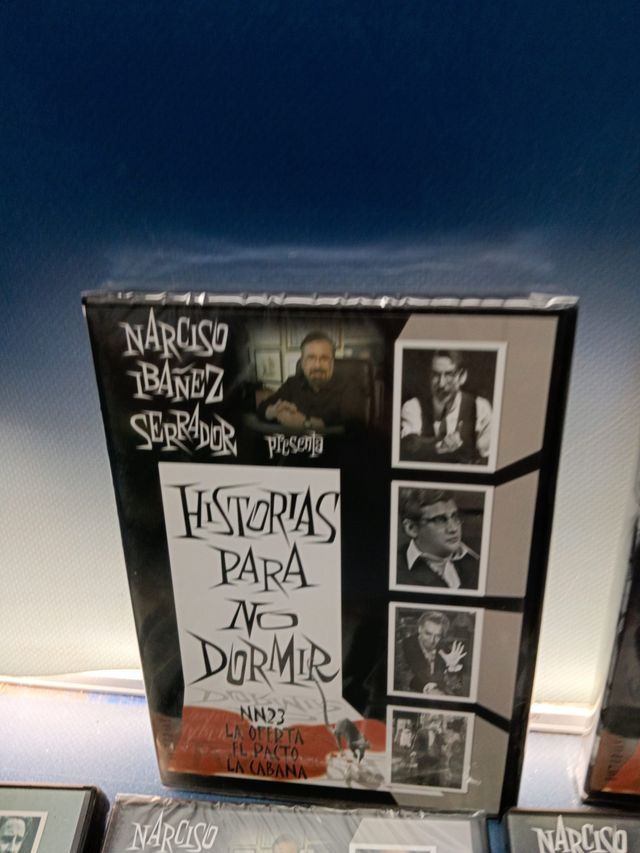 NARCISO
IBAÑEZ
SERRADOR
presenta
HISTORIAS
PARA
NO
DORMIR
NN23
LA OFERTA
EL PACTO
LA CABAÑA
NARCISO
NARCISO